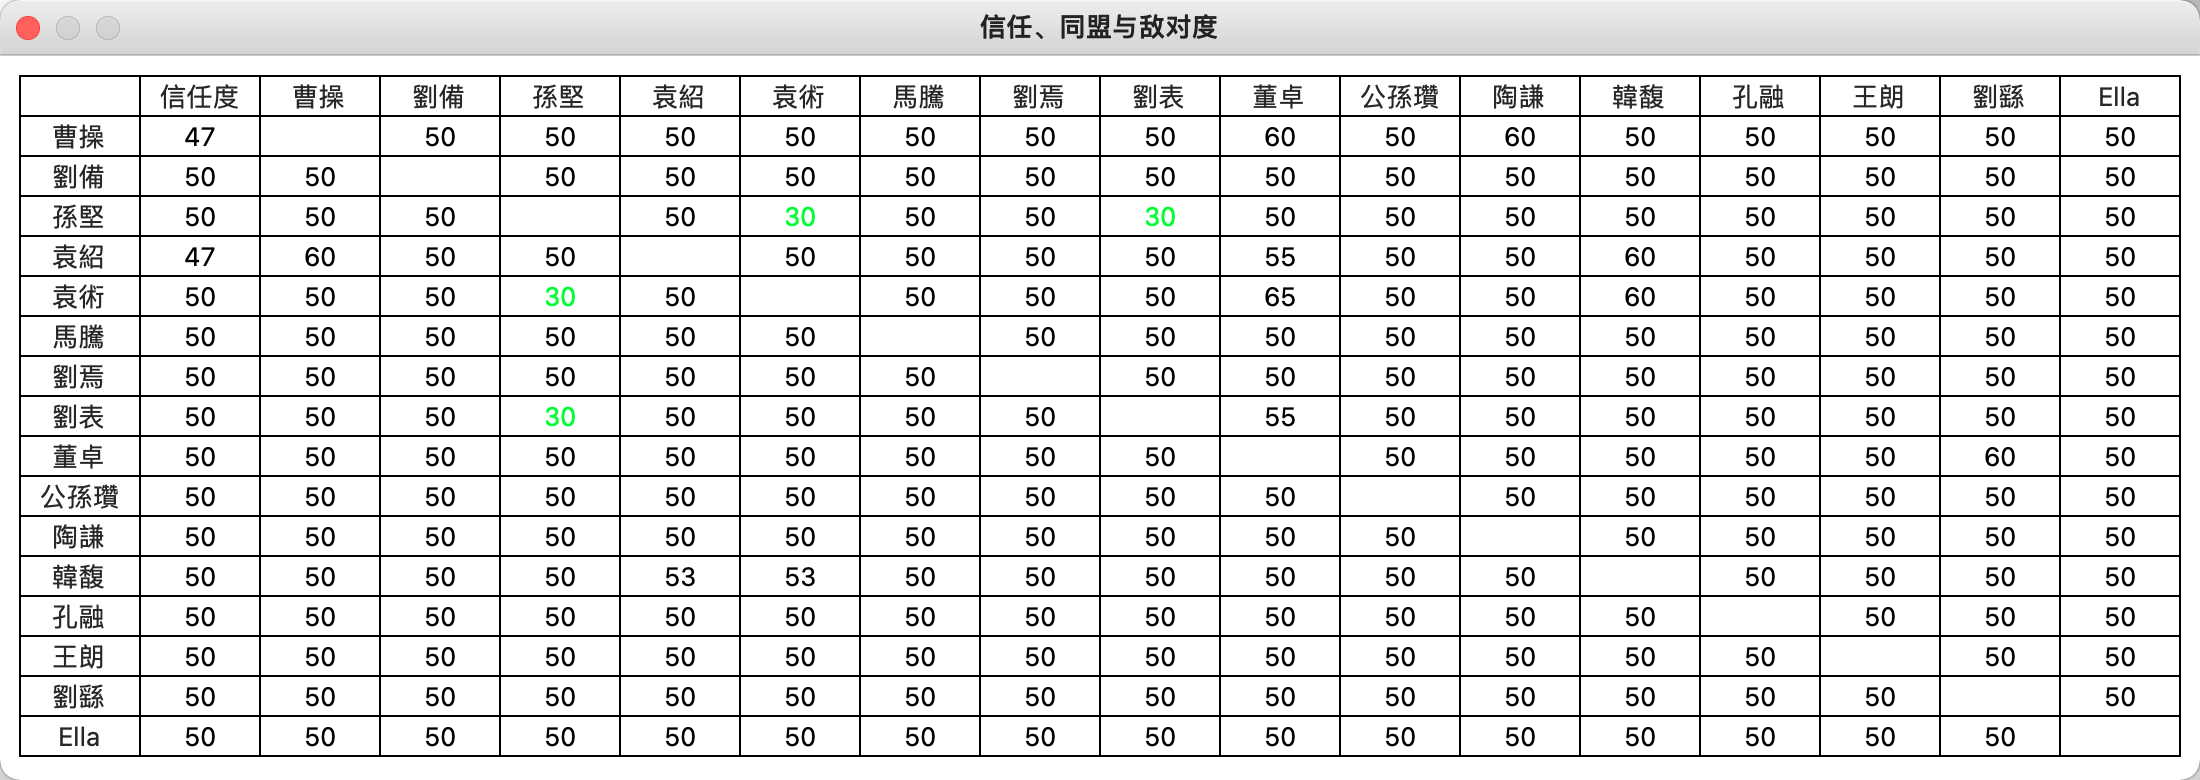 信任、同盟与敌对度
信任度 曹操 劉備 孫堅 袁紹 袁術 馬騰 劉焉 劉表 董卓 公孫瓚 陶謙 韓馥 孔融 王朗 劉繇 Ella
曹操 47 50 50 50 50 50 50 50 60 50 60 50 50 50 50 50
劉備 50 50 50 50 50 50 50 50 50 50 50 50 50 50 50 50
孫堅 50 50 50 50 30 50 50 30 50 50 50 50 50 50 50 50
袁紹 47 60 50 50 50 50 50 50 55 50 50 60 50 50 50 50
袁術 50 50 50 30 50 50 50 50 65 50 50 60 50 50 50 50
馬騰 50 50 50 50 50 50 50 50 50 50 50 50 50 50 50 50
劉焉 50 50 50 50 50 50 50 50 50 50 50 50 50 50 50 50
劉表 50 50 50 30 50 50 50 50 55 50 50 50 50 50 50 50
董卓 50 50 50 50 50 50 50 50 50 50 50 50 50 50 60 50
公孫瓚 50 50 50 50 50 50 50 50 50 50 50 50 50 50 50 50
陶謙 50 50 50 50 50 50 50 50 50 50 50 50 50 50 50 50
韓馥 50 50 50 50 53 53 50 50 50 50 50 50 50 50 50 50
孔融 50 50 50 50 50 50 50 50 50 50 50 50 50 50 50 50
王朗 50 50 50 50 50 50 50 50 50 50 50 50 50 50 50 50
劉繇 50 50 50 50 50 50 50 50 50 50 50 50 50 50 50 50
Ella 50 50 50 50 50 50 50 50 50 50 50 50 50 50 50 50